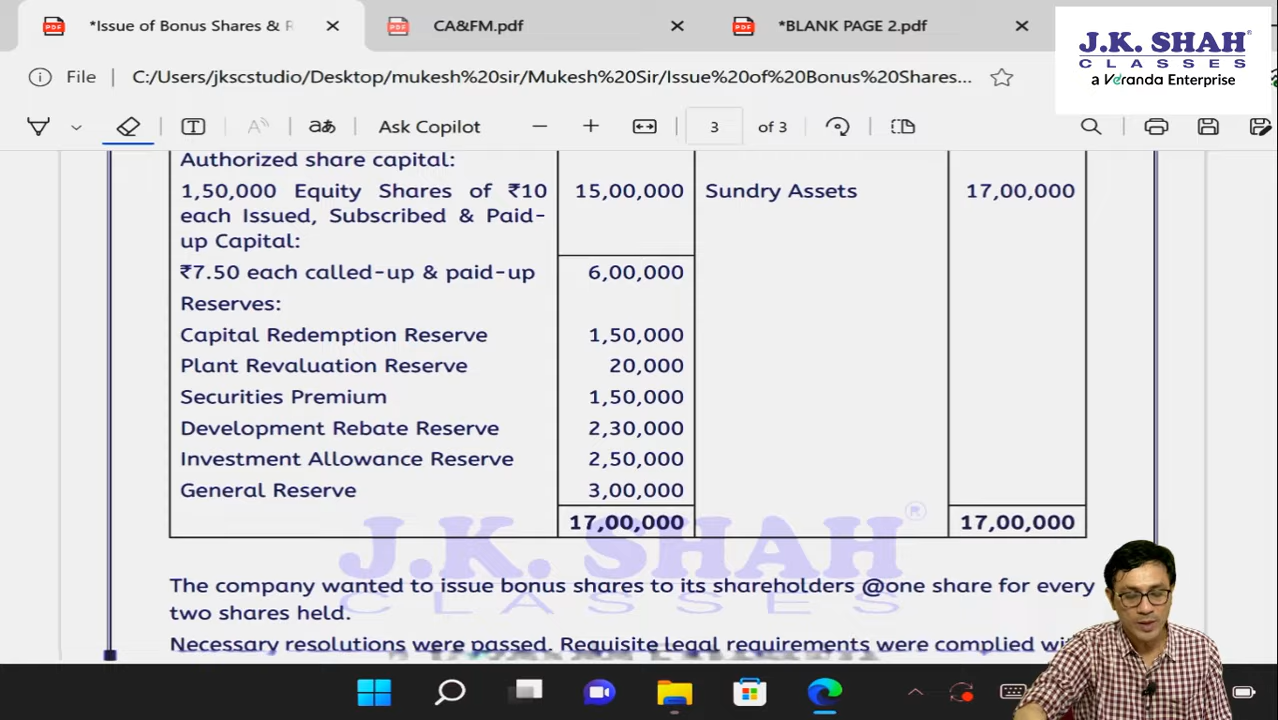 *Issue of Bonus Shares & R
CA&FM.pdf
*BLANK PAGE 2.pdf
J.K. SHAH®
CLASSES
a Veranda Enterprise
File
C:/Users/jkscstudio/Desktop/mukesh%20sir/Mukesh%20Sir/Issue%20of%20Bonus%20Shares...
aあ Ask Copilot 3 of 3
Authorized share capital:
1,50,000 Equity Shares of ₹10 15,00,000 Sundry Assets 17,00,000
each Issued, Subscribed & Paid-
up Capital:
₹7.50 each called-up & paid-up 6,00,000
Reserves:
Capital Redemption Reserve 1,50,000
Plant Revaluation Reserve 20,000
Securities Premium 1,50,000
Development Rebate Reserve 2,30,000
Investment Allowance Reserve 2,50,000
General Reserve 3,00,000
17,00,000 17,00,000
J.K. SHAH®
CLASSES
The company wanted to issue bonus shares to its shareholders @one share for every
two shares held.
Necessary resolutions were passed. Requisite legal requirements were complied